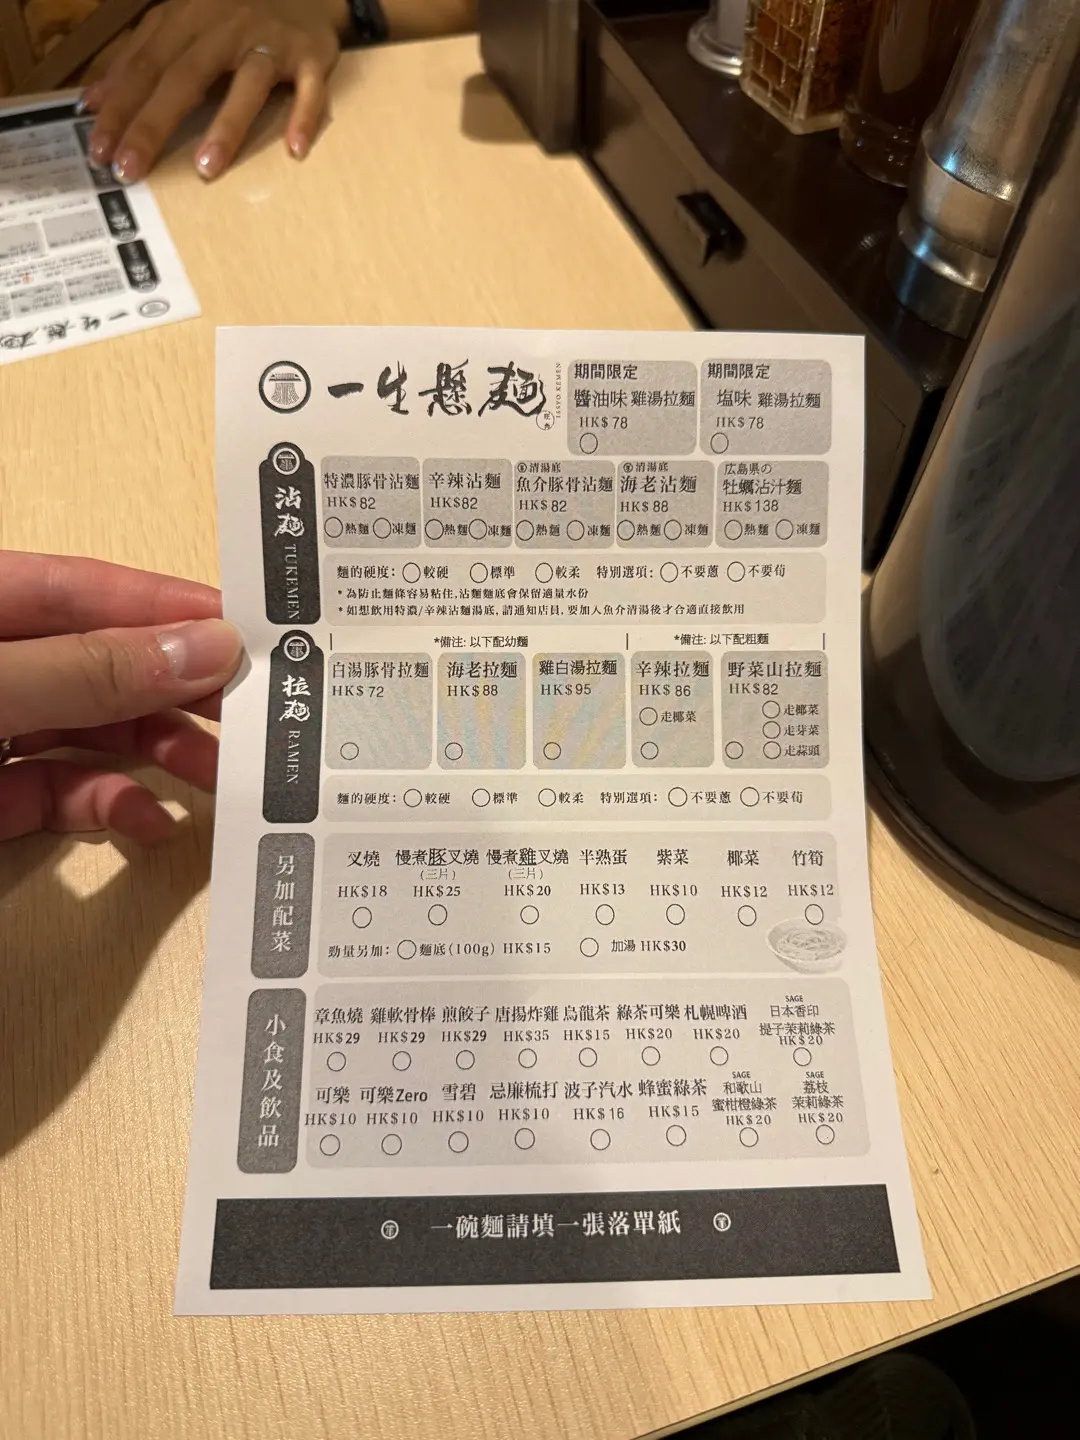 一生懸麵
ISSYO KEMEN
期間限定
醬油味 雞湯拉麵
HK$ 78
期間限定
塩味 雞湯拉麵
HK$ 78
沾麵 TUKEMEN
特濃豚骨沾麵
HK$ 82
熱麵 凍麵
辛辣沾麵
HK$82
熱麵 凍麵
清湯底
魚介豚骨沾麵
HK$ 82
熱麵 凍麵
清湯底
海老沾麵
HK$ 88
熱麵 凍麵
広島県の
牡蠣沾汁麵
HK$ 138
熱麵 凍麵
麵的硬度: 較硬 標準 較柔 特別選項: 不要蔥 不要荀
* 為防止麵條容易粘住, 沾麵麵底會保留適量水份
* 如想飲用特濃/辛辣沾麵湯底, 請通知店員, 要加入魚介清湯後才合適直接飲用
拉麵 RAMEN
*備注: 以下配幼麵
*備注: 以下配粗麵
白湯豚骨拉麵
HK$ 72
海老拉麵
HK$ 88
雞白湯拉麵
HK$ 95
辛辣拉麵
HK$ 86
走椰菜
野菜山拉麵
HK$ 82
走椰菜
走芽菜
走蒜頭
麵的硬度: 較硬 標準 較柔 特別選項: 不要蔥 不要荀
另加配菜
叉燒 慢煮豚叉燒 慢煮雞叉燒 半熟蛋 紫菜 椰菜 竹筍
(三片) (三片)
HK$18 HK$25 HK$20 HK$13 HK$10 HK$12 HK$12
勁量另加: 麵底(100g) HK$15 加湯 HK$30
小食及飲品
章魚燒 雞軟骨棒 煎餃子 唐揚炸雞 烏龍茶 綠茶可樂 札幌啤酒
HK$29 HK$29 HK$29 HK$35 HK$15 HK$20 HK$20
SAGE
日本香印
提子茉莉綠茶
HK$20
可樂 可樂Zero 雪碧 忌廉梳打 波子汽水 蜂蜜綠茶
HK$10 HK$10 HK$10 HK$10 HK$16 HK$15
SAGE
和歌山
蜜柑橙綠茶
HK$20
SAGE
荔枝
茉莉綠茶
HK$20
一碗麵請填一張落單紙